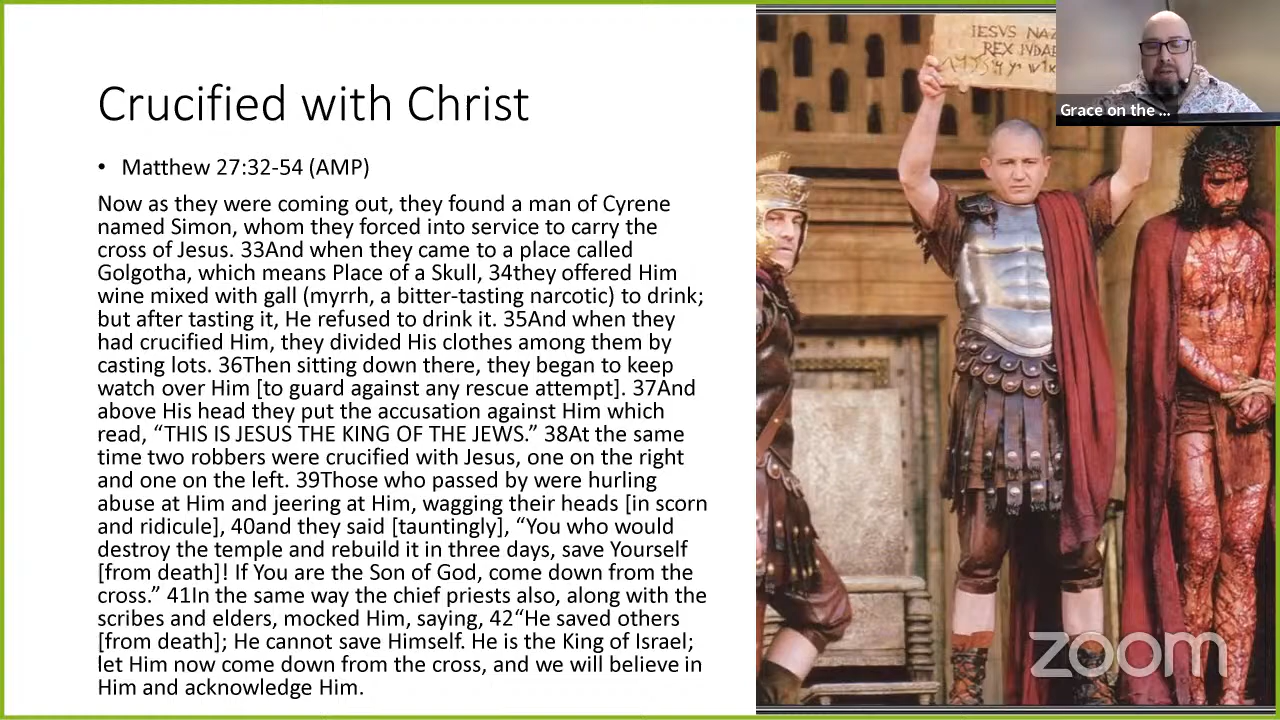 Crucified with Christ
• Matthew 27:32-54 (AMP)
Now as they were coming out, they found a man of Cyrene
named Simon, whom they forced into service to carry the
cross of Jesus. 33And when they came to a place called
Golgotha, which means Place of a Skull, 34they offered Him
wine mixed with gall (myrrh, a bitter-tasting narcotic) to drink;
but after tasting it, He refused to drink it. 35And when they
had crucified Him, they divided His clothes among them by
casting lots. 36Then sitting down there, they began to keep
watch over Him [to guard against any rescue attempt]. 37And
above His head they put the accusation against Him which
read, “THIS IS JESUS THE KING OF THE JEWS.” 38At the same
time two robbers were crucified with Jesus, one on the right
and one on the left. 39Those who passed by were hurling
abuse at Him and jeering at Him, wagging their heads [in scorn
and ridicule], 40and they said [tauntingly], “You who would
destroy the temple and rebuild it in three days, save Yourself
[from death]! If You are the Son of God, come down from the
cross.” 41In the same way the chief priests also, along with the
scribes and elders, mocked Him, saying, 42“He saved others
[from death]; He cannot save Himself. He is the King of Israel;
let Him now come down from the cross, and we will believe in
Him and acknowledge Him.
IESVS NAZ
REX IVDAE
Grace on the ...
zoom